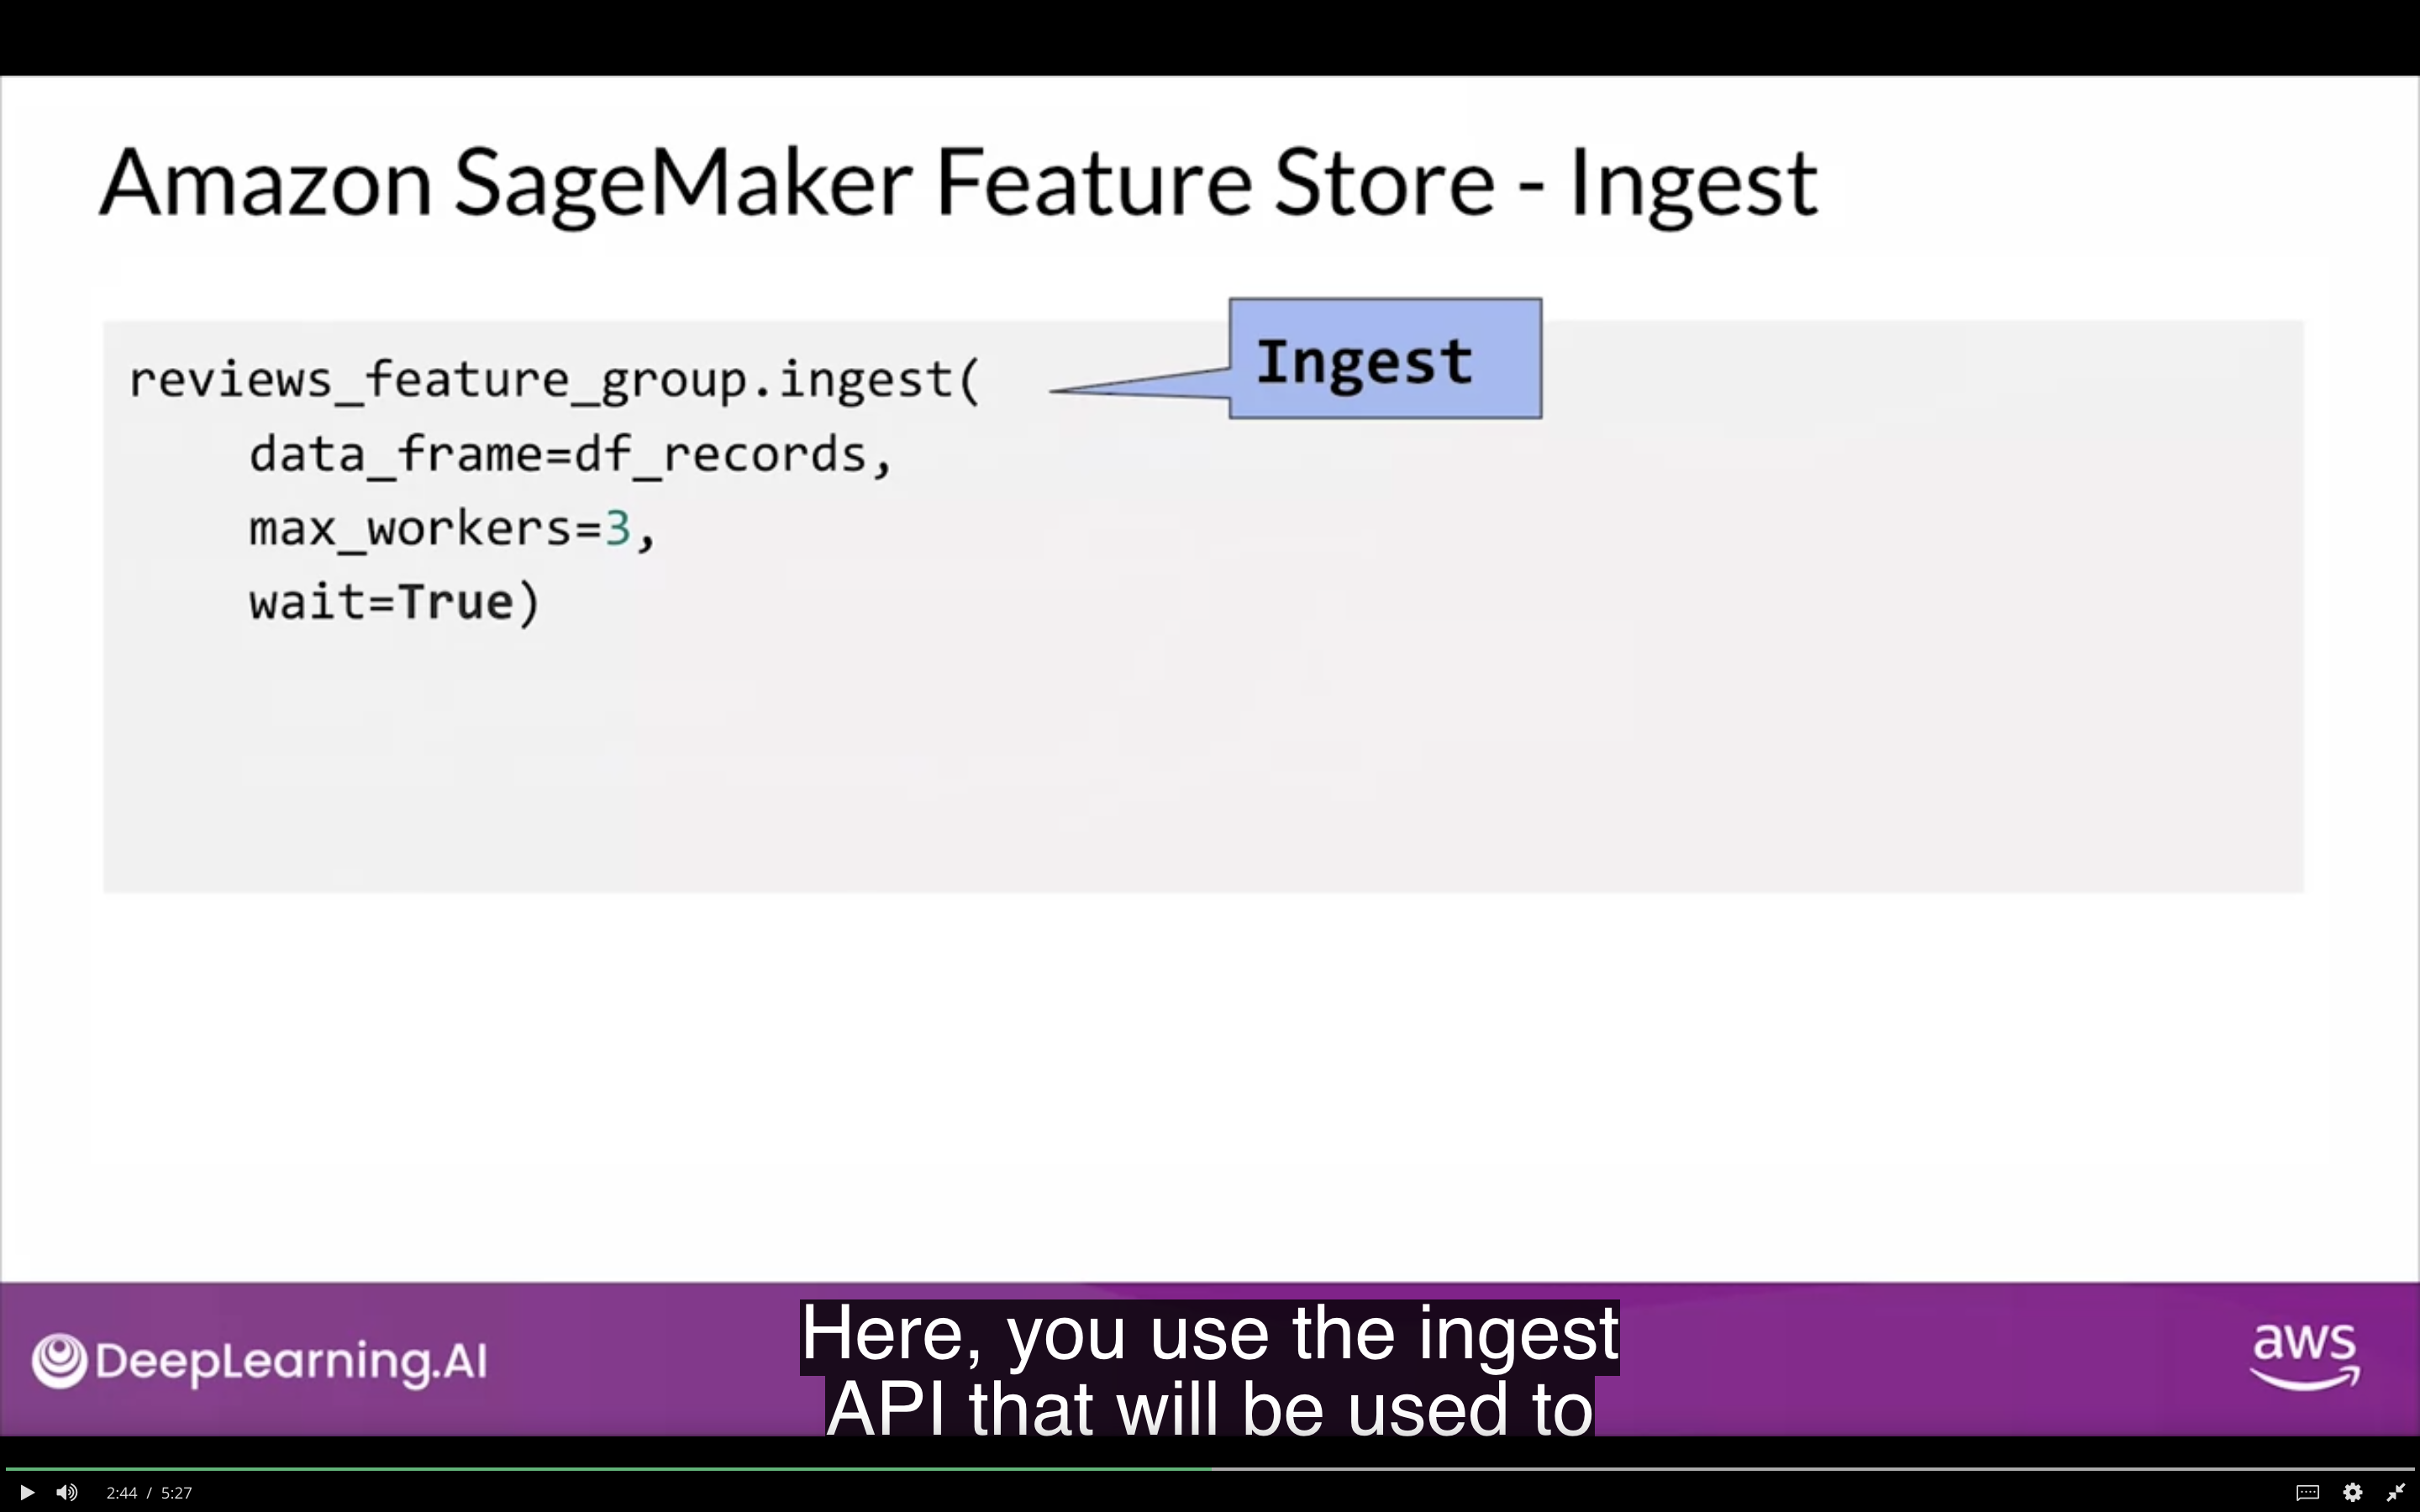 Amazon SageMaker Feature Store - Ingest
Ingest
reviews_feature_group.ingest(
data_frame=df_records,
max_workers=3,
wait=True)
DeepLearning.AI
aws
Here, you use the ingest
API that will be used to
2:44 / 5:27